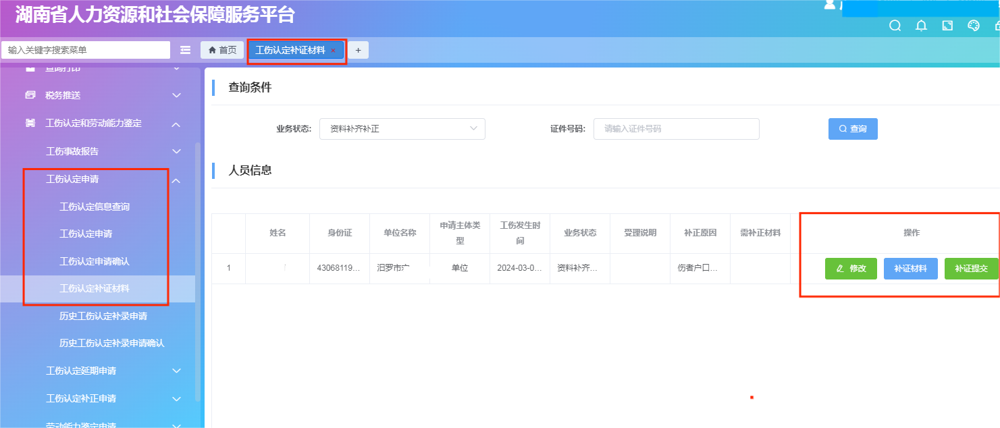 湖南省人力资源和社会保障服务平台
输入关键字搜索菜单
首页
工伤认定补证材料 ×
+
查询打印
税务推送
工伤认定和劳动能力鉴定
工伤事故报告
工伤认定申请
工伤认定信息查询
工伤认定申请
工伤认定申请确认
工伤认定补证材料
历史工伤认定补录申请
历史工伤认定补录申请确认
工伤认定延期申请
工伤认定补正申请
劳动能力鉴定申请
查询条件
业务状态: 资料补齐补正 证件号码: 请输入证件号码 查询
人员信息
姓名 身份证 单位名称 申请主体类型 工伤发生时间 业务状态 受理说明 补正原因 需补正材料 操作
1 43068119... 汨罗市 单位 2024-03-0... 资料补齐... 伤者户口... 修改 补证材料 补证提交